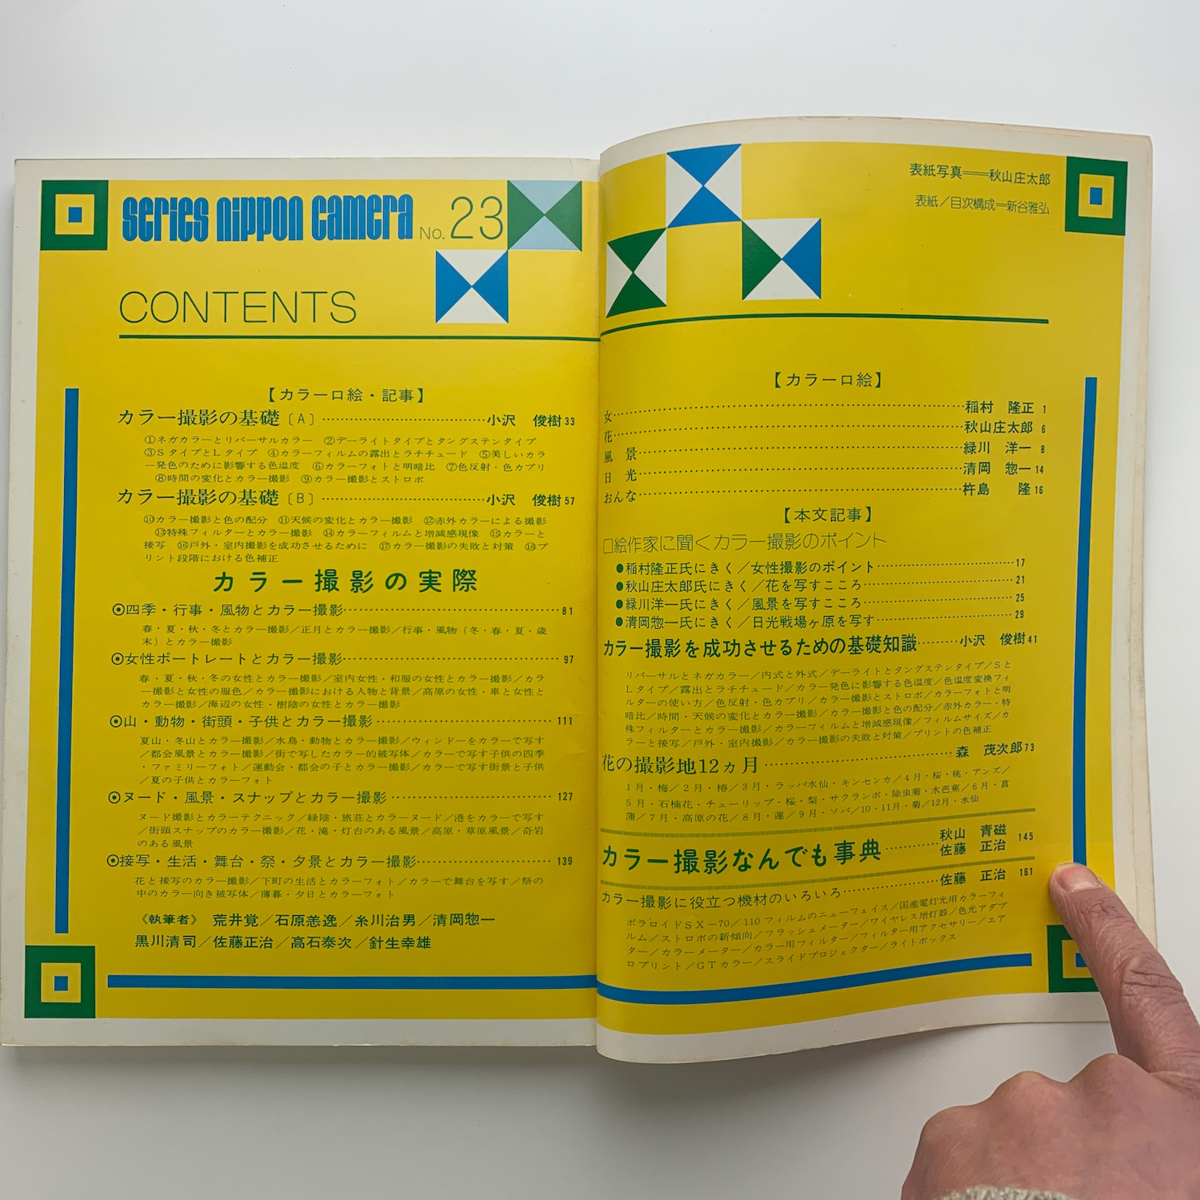 series nippon camera No.23
CONTENTS
【カラー口絵・記事】
カラー撮影の基礎〔A〕……小沢 俊樹 33
①ネガカラーとリバーサルカラー ②デーライトタイプとタングステンタイプ
③SタイプとLタイプ ④カラーフィルムの露出とラチチュード ⑤美しいカラ
ー発色のために影響する色温度 ⑥カラーフォトと明暗比 ⑦色反射・色カブリ
⑧時間の変化とカラー撮影 ⑨カラー撮影とストロボ
カラー撮影の基礎〔B〕……小沢 俊樹 57
⑩カラー撮影と色の配分 ⑪天候の変化とカラー撮影 ⑫赤外カラーによる撮影
⑬特殊フィルターとカラー撮影 ⑭カラーフィルムと増減感現像 ⑮カラーと
接写 ⑯戸外・室内撮影を成功させるために ⑰カラー撮影の失敗と対策 ⑱プ
リント段階における色補正
カラー撮影の実際
◉四季・行事・風物とカラー撮影……81
春・夏・秋・冬とカラー撮影／正月とカラー撮影／行事・風物（冬・春・夏・歳
末）とカラー撮影
◉女性ポートレートとカラー撮影……97
春・夏・秋・冬の女性とカラー撮影／室内女性・和服の女性とカラー撮影／カラ
ー撮影と女性の服色／カラー撮影における人物と背景／高原の女性・車と女性と
カラー撮影／海辺の女性・樹陰の女性とカラー撮影
◉山・動物・街頭・子供とカラー撮影……111
夏山・冬山とカラー撮影／水鳥・動物とカラー撮影／ウィンドーをカラーで写す
／都会風景とカラー撮影／街で写したカラー的被写体／カラーで写す子供の四季
・ファミリーフォト／運動会・都会の子とカラー撮影／カラーで写す街景と子供
／夏の子供とカラーフォト
◉ヌード・風景・スナップとカラー撮影……127
ヌード撮影とカラーテクニック／緑陰・旅荘とカラーヌード／港をカラーで写す
／街頭スナップのカラー撮影／花・滝・灯台のある風景／高原・草原風景／奇岩
のある風景
◉接写・生活・舞台・祭・夕景とカラー撮影……139
花と接写のカラー撮影／下町の生活とカラーフォト／カラーで舞台を写す／祭の
中のカラー向き被写体／薄暮・夕日とカラーフォト
《執筆者》 荒井覚／石原恙逸／糸川治男／清岡惣一
黒川清司／佐藤正治／高石泰次／針生幸雄
表紙写真＝秋山庄太郎
表紙／目次構成＝新谷雅弘
【カラー口絵】
女……稲村 隆正 1
花……秋山庄太郎 6
風 景……緑川 洋一 8
日 光……清岡 惣一 14
おんな……杵島 隆 16
【本文記事】
□絵作家に聞くカラー撮影のポイント
●稲村隆正氏にきく／女性撮影のポイント……17
●秋山庄太郎氏にきく／花を写すこころ……21
●緑川洋一氏にきく／風景を写すこころ……25
●清岡惣一氏にきく／日光戦場ヶ原を写す……29
カラー撮影を成功させるための基礎知識……小沢 俊樹 41
リバーサルとネガカラー／内式と外式／デーライトとタングステンタイプ／Sと
Lタイプ／露出とラチチュード／カラー発色に影響する色温度／色温度変換フィ
ルターの使い方／色反射・色カブリ／カラー撮影とストロボ／カラーフォトと明
暗比／時間・天候の変化とカラー撮影／カラー撮影と色の配分／赤外カラー・特
殊フィルターとカラー撮影／カラーフィルムと増減感現像／フィルムサイズ／カ
ラーと接写／戸外・室内撮影／カラー撮影の失敗と対策／プリントの色補正
花の撮影地12ヵ月……森 茂次郎 73
1月・梅／2月・椿／3月・ラッパ水仙・キンセンカ／4月・桜・桃・アンズ／
5月・石楠花・チューリップ・桜・梨・サクランボ・除虫菊・水芭蕉／6月・菖
蒲／7月・高原の花／8月・蓮／9月・ソバ／10・11月・菊／12月・水仙
カラー撮影なんでも事典……秋山 青磁 佐藤 正治 145
カラー撮影に役立つ機材のいろいろ……佐藤 正治 161
ポラロイドSX-70／110フィルムのニューフェイス／国産電灯光用カラーフィ
ルム／ストロボの新傾向／フラッシュメーター／ワイヤレス増灯器／色光アダプ
ター／カラーメーター／カラー用フィルター／フィルター用アクセサリー／エア
ロプリント／GTカラー／スライドプロジェクター／ライトボックス